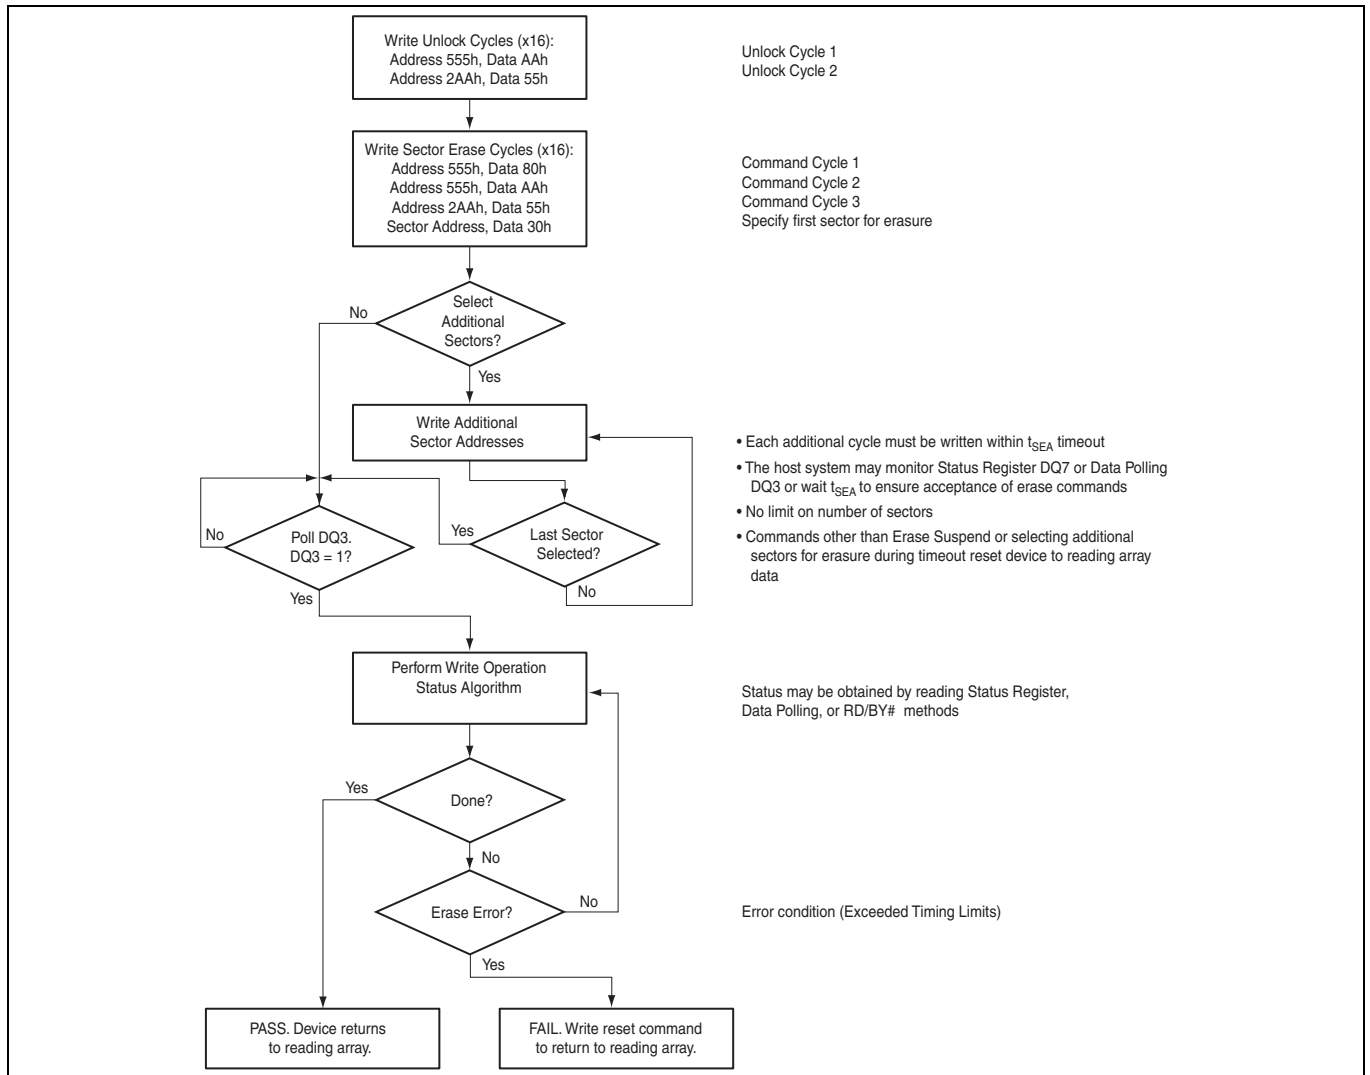 Write Unlock Cycles (x16):
Address 555h, Data AAh
Address 2AAh, Data 55h
Unlock Cycle 1
Unlock Cycle 2
Write Sector Erase Cycles (x16):
Address 555h, Data 80h
Address 555h, Data AAh
Address 2AAh, Data 55h
Sector Address, Data 30h
Command Cycle 1
Command Cycle 2
Command Cycle 3
Specify first sector for erasure
Select
Additional
Sectors?
No
Yes
Write Additional
Sector Addresses
• Each additional cycle must be written within tSEA timeout
• The host system may monitor Status Register DQ7 or Data Polling
DQ3 or wait tSEA to ensure acceptance of erase commands
• No limit on number of sectors
• Commands other than Erase Suspend or selecting additional
sectors for erasure during timeout reset device to reading array
data
No
Poll DQ3.
DQ3 = 1?
Yes
Yes
Last Sector
Selected?
No
Perform Write Operation
Status Algorithm
Status may be obtained by reading Status Register,
Data Polling, or RD/BY# methods
Yes
Done?
No
Erase Error?
No
Error condition (Exceeded Timing Limits)
Yes
PASS. Device returns
to reading array.
FAIL. Write reset command
to return to reading array.